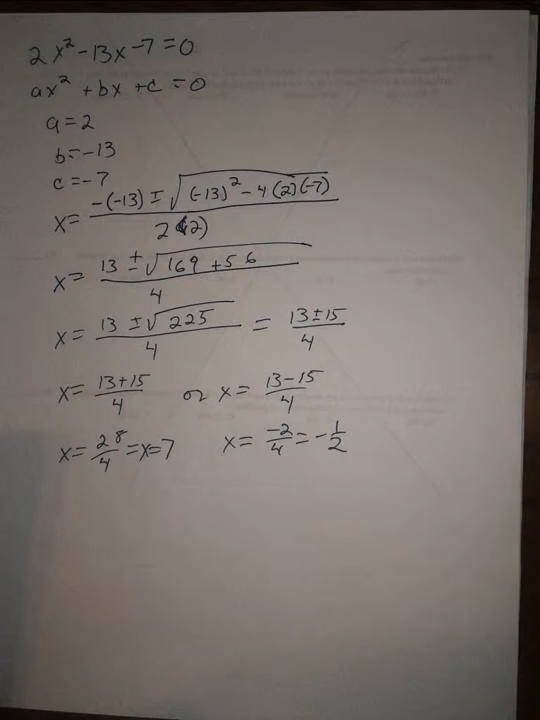 2x² - 13x - 7 = 0
ax² + bx + c = 0
a = 2
b = -13
c = -7
x = (-(-13) ± √((-13)² - 4(2)(-7))) / 2(2)
x = (13 ± √(169 + 56)) / 4
x = (13 ± √225) / 4 = (13 ± 15) / 4
x = (13 + 15) / 4 or x = (13 - 15) / 4
x = 28/4 = x = 7 x = -2/4 = -1/2